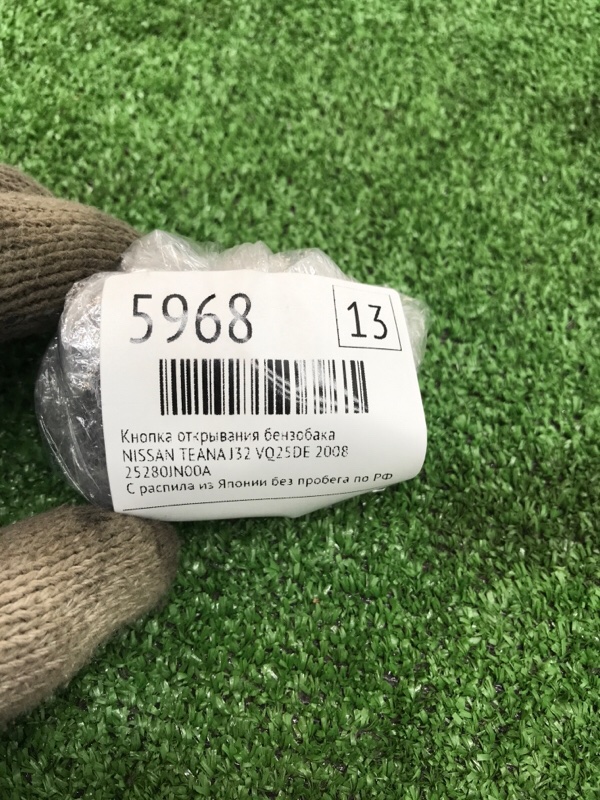 5968
13
Кнопка открывания бензобака
NISSAN TEANA J32 VQ25DE 2008
25280JN00A
С распила из Японии без пробега по РФ